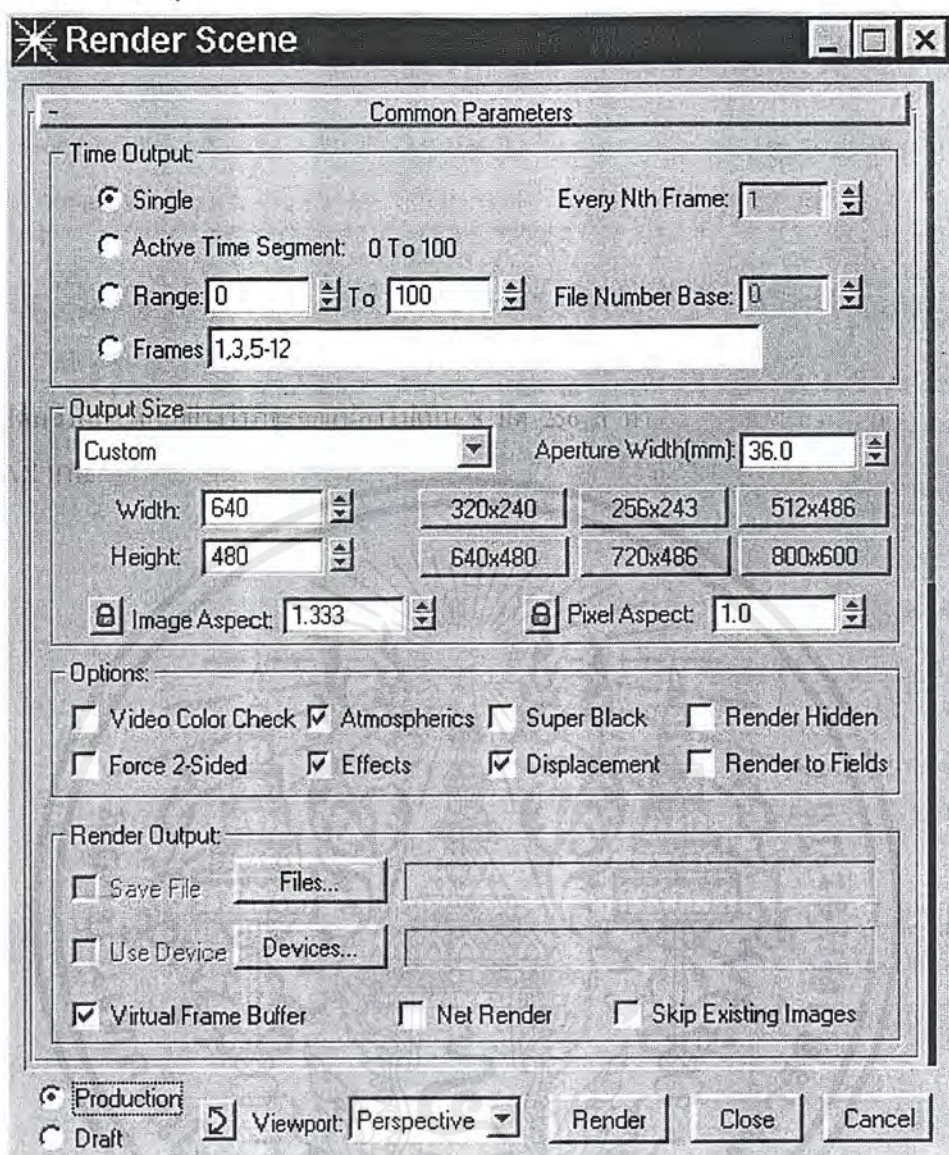 Render Scene
Common Parameters
Time Output:
Single
Every Nth Frame: 1
Active Time Segment: 0 To 100
Range: 0 To 100
File Number Base: 0
Frames 1,3,5-12
Output Size
Custom
Aperture Width(mm): 36.0
Width: 640
320x240 256x243 512x486
Height: 480
640x480 720x486 800x600
Image Aspect: 1.333
Pixel Aspect: 1.0
Options:
Video Color Check Atmospherics Super Black Render Hidden
Force 2-Sided Effects Displacement Render to Fields
Render Output:
Save File Files...
Use Device Devices...
Virtual Frame Buffer Net Render Skip Existing Images
Production
Draft
Viewport: Perspective Render Close Cancel